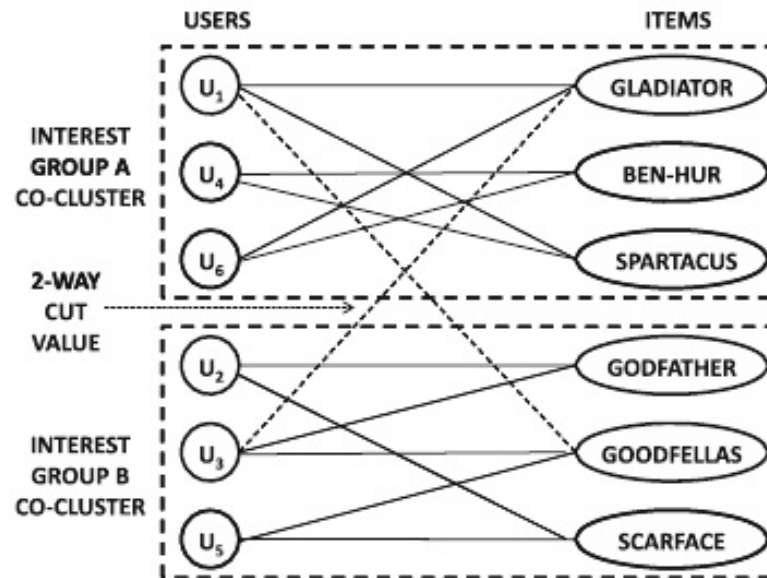 USERS
ITEMS
INTEREST
GROUP A
CO-CLUSTER
U1
GLADIATOR
U4
BEN-HUR
U6
SPARTACUS
2-WAY
CUT
VALUE
INTEREST
GROUP B
CO-CLUSTER
U2
GODFATHER
U3
GOODFELLAS
U5
SCARFACE